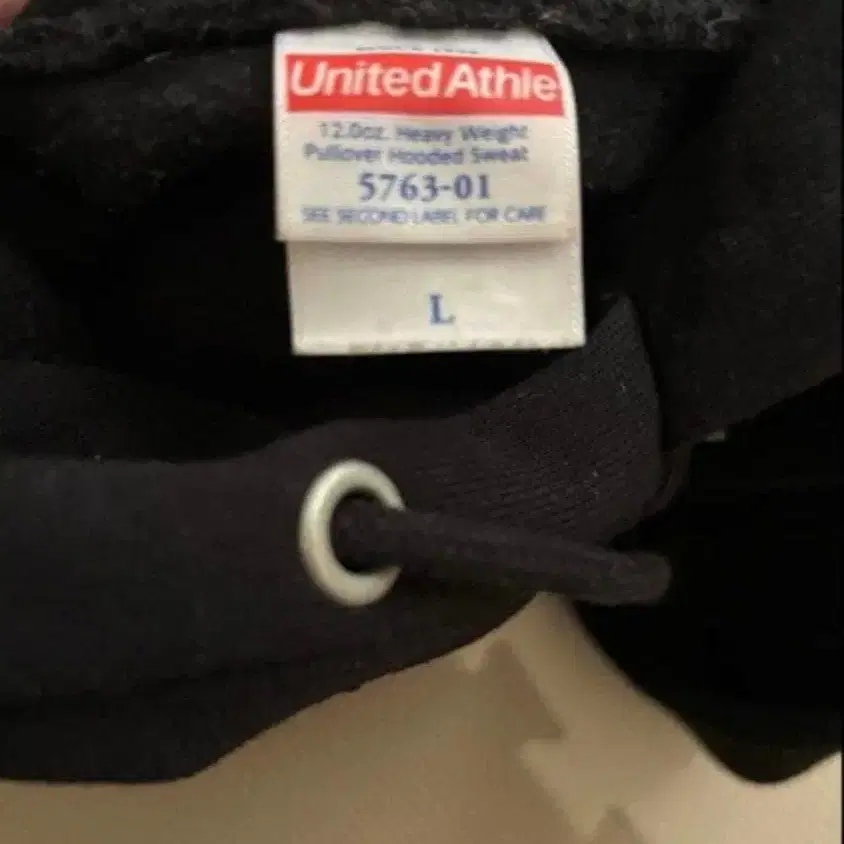 United Athle
12.0oz. Heavy Weight
Pullover Hooded Sweat
5763-01
SEE SECOND LABEL FOR CARE
L